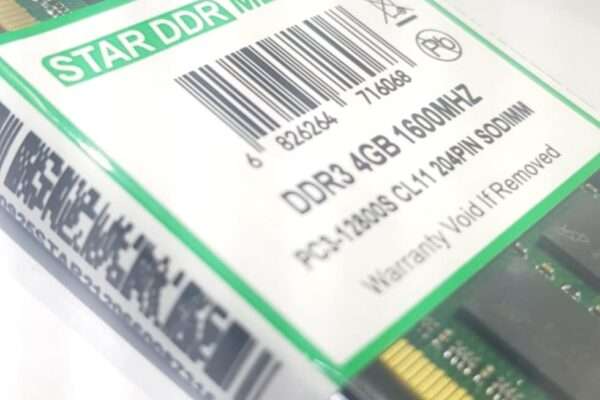 STAR DDR
6 826264 716068
Pb
DDR3 4GB 1600MHZ
PC3-12800S CL11 204PIN SODIMM
Warranty Void If Removed